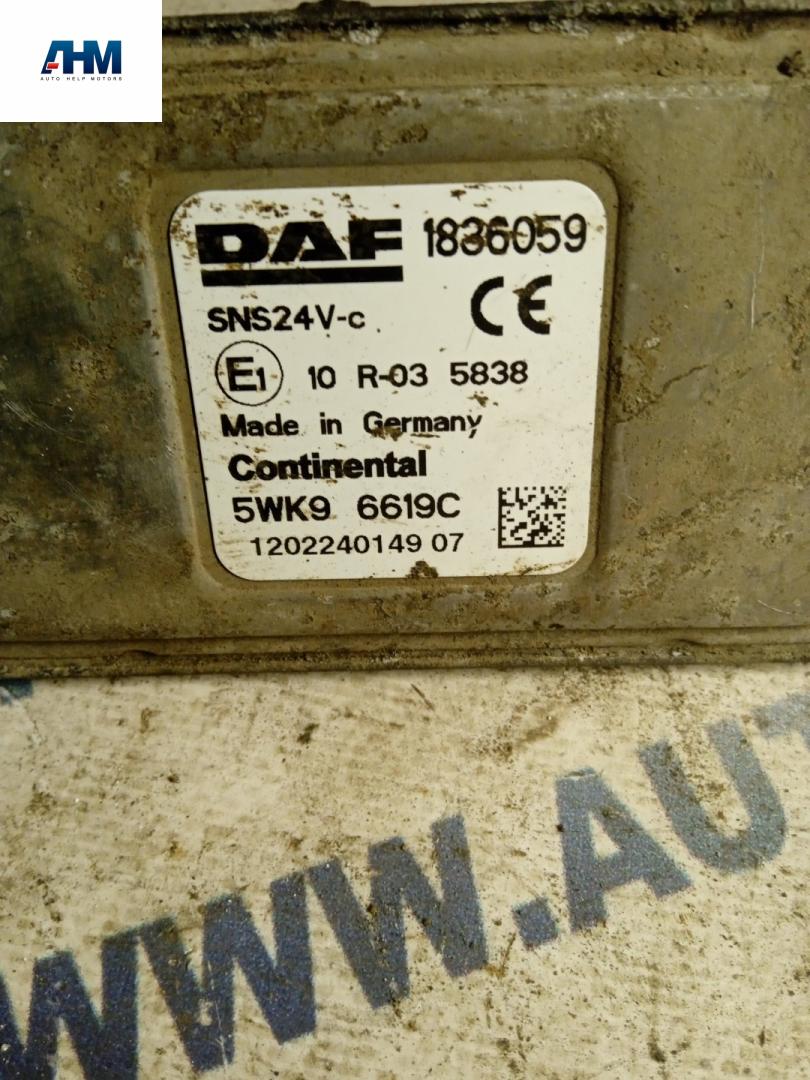 AHM
AUTO HELP MOTORS
DAF 1836059
SNS24V-c CE
E1 10 R-03 5838
Made in Germany
Continental
5WK9 6619C
1202240149 07
WWW.AUT